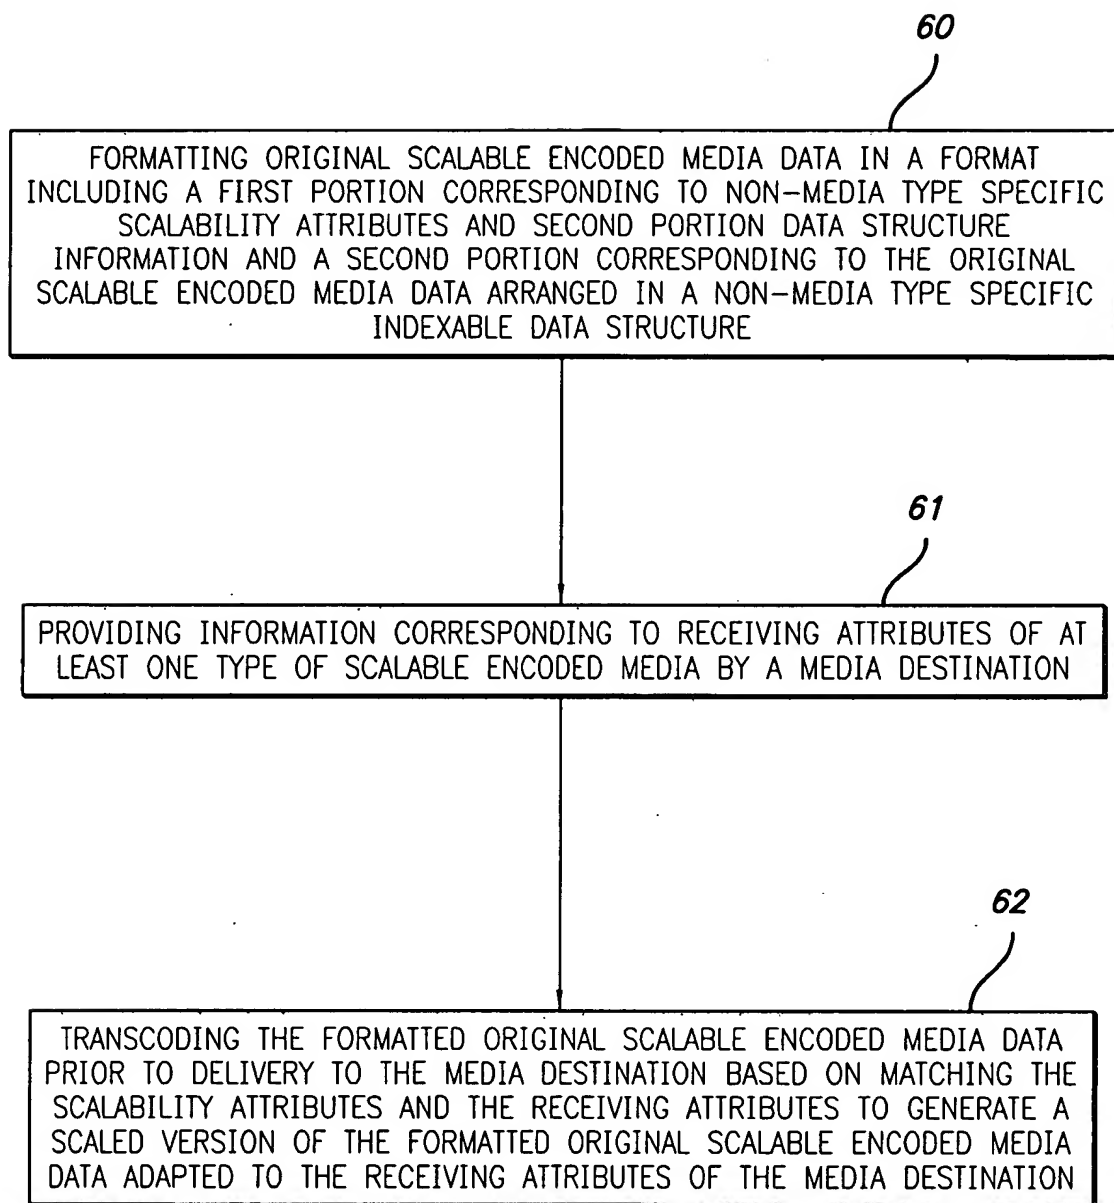 60
FORMATTING ORIGINAL SCALABLE ENCODED MEDIA DATA IN A FORMAT
INCLUDING A FIRST PORTION CORRESPONDING TO NON-MEDIA TYPE SPECIFIC
SCALABILITY ATTRIBUTES AND SECOND PORTION DATA STRUCTURE
INFORMATION AND A SECOND PORTION CORRESPONDING TO THE ORIGINAL
SCALABLE ENCODED MEDIA DATA ARRANGED IN A NON-MEDIA TYPE SPECIFIC
INDEXABLE DATA STRUCTURE
61
PROVIDING INFORMATION CORRESPONDING TO RECEIVING ATTRIBUTES OF AT
LEAST ONE TYPE OF SCALABLE ENCODED MEDIA BY A MEDIA DESTINATION
62
TRANSCODING THE FORMATTED ORIGINAL SCALABLE ENCODED MEDIA DATA
PRIOR TO DELIVERY TO THE MEDIA DESTINATION BASED ON MATCHING THE
SCALABILITY ATTRIBUTES AND THE RECEIVING ATTRIBUTES TO GENERATE A
SCALED VERSION OF THE FORMATTED ORIGINAL SCALABLE ENCODED MEDIA
DATA ADAPTED TO THE RECEIVING ATTRIBUTES OF THE MEDIA DESTINATION